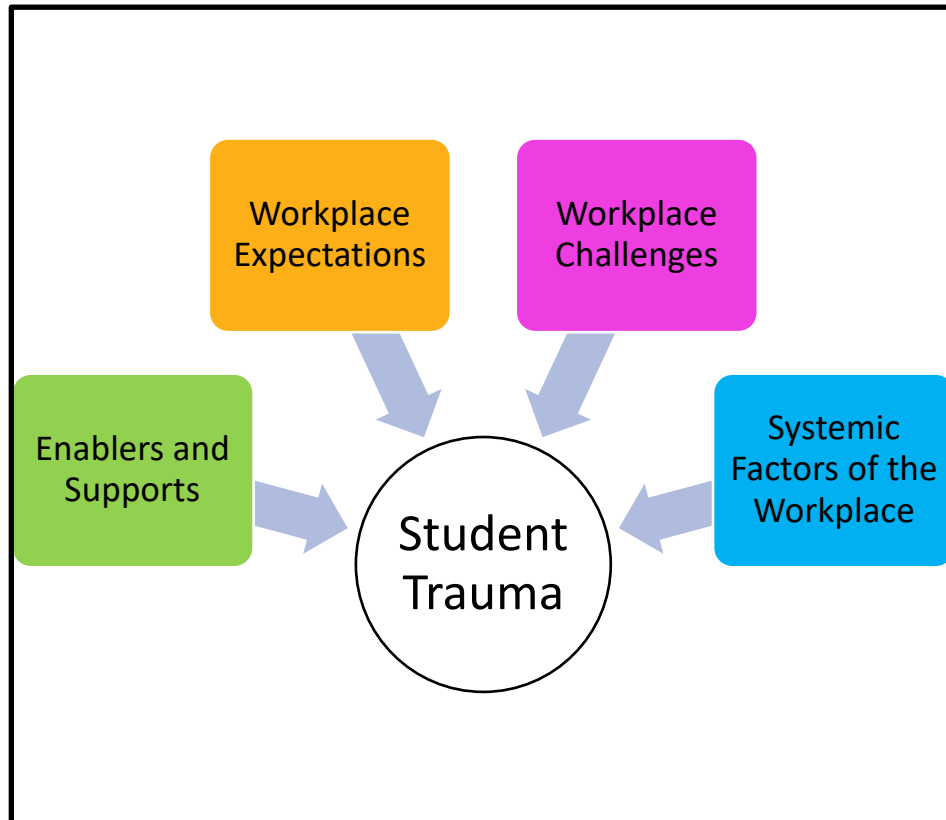 Workplace
Expectations
Workplace
Challenges
Enablers and
Supports
Systemic
Factors of the
Workplace
Student
Trauma